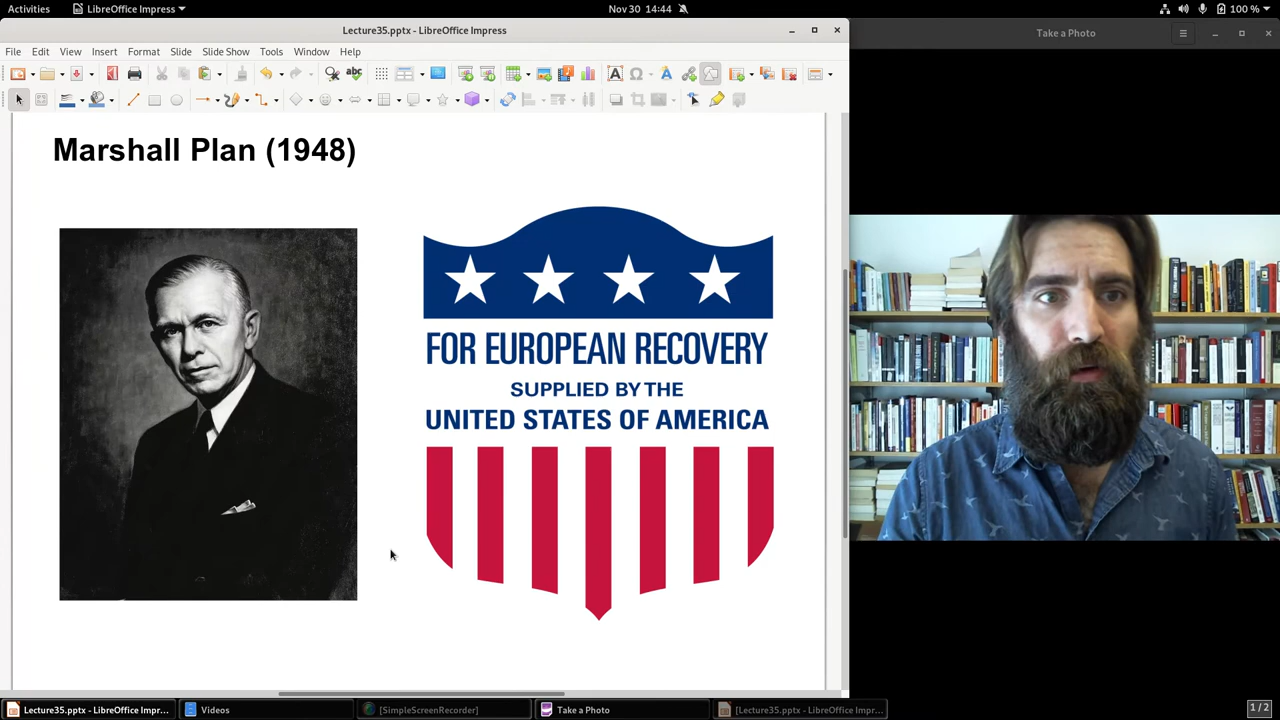 Activities LibreOffice Impress Nov 30 14:44 100 %
Lecture35.pptx - LibreOffice Impress
Take a Photo
File Edit View Insert Format Slide Slide Show Tools Window Help
Marshall Plan (1948)
FOR EUROPEAN RECOVERY
SUPPLIED BY THE
UNITED STATES OF AMERICA
Lecture35.pptx - LibreOffice Impr... Videos [SimpleScreenRecorder] Take a Photo [Lecture35.pptx - LibreOffice Impr... 1 / 2